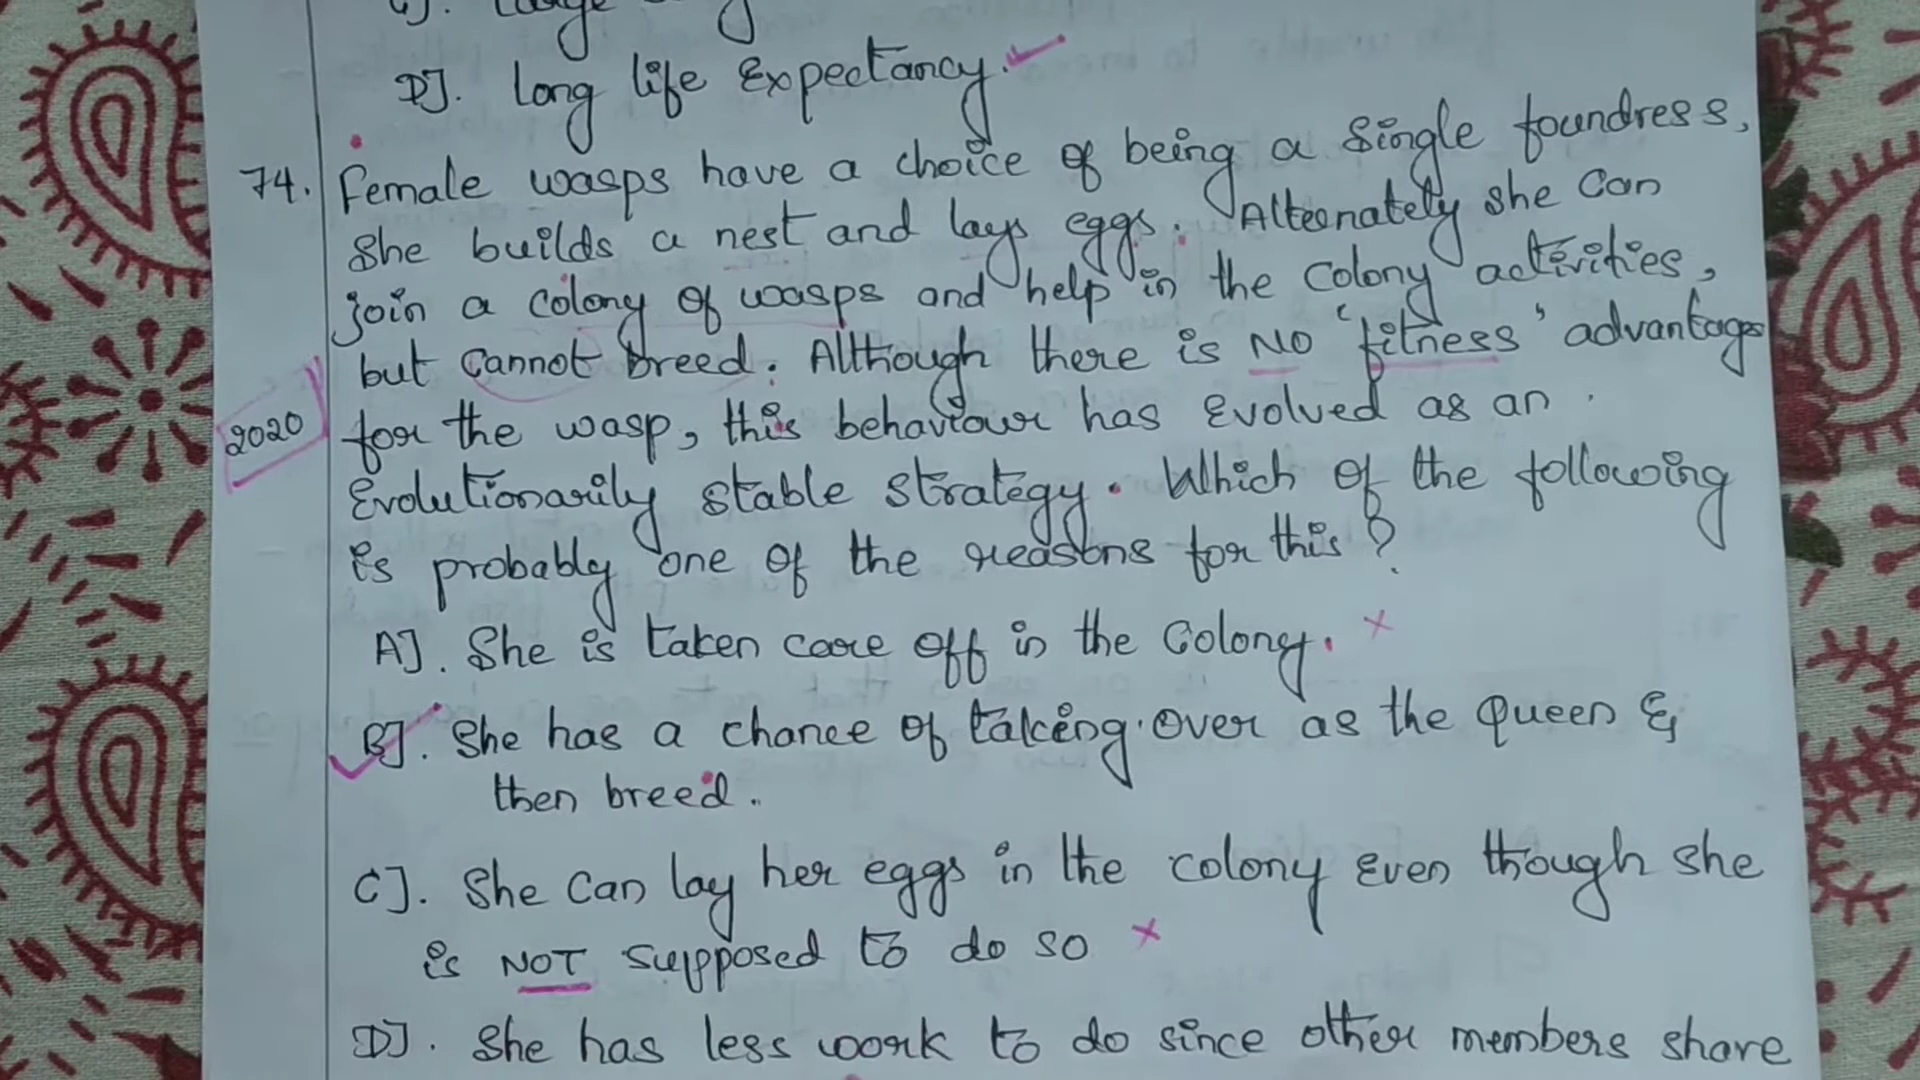 D]. long life Expectancy.
74. Female wasps have a choice of being a single foundress,
she builds a nest and lays eggs. Alternately she can
join a colony of wasps and help in the colony activities,
but cannot breed. Although there is NO 'fitness' advantage
2020 for the wasp, this behaviour has Evolved as an
Evolutionarily stable strategy. Which of the following
is probably one of the reasons for this?
A]. She is taken care off in the Colony.
B]. She has a chance of taking over as the queen &
then breed.
C]. She can lay her eggs in the colony Even though she
is NOT supposed to do so
D]. She has less work to do since other members share